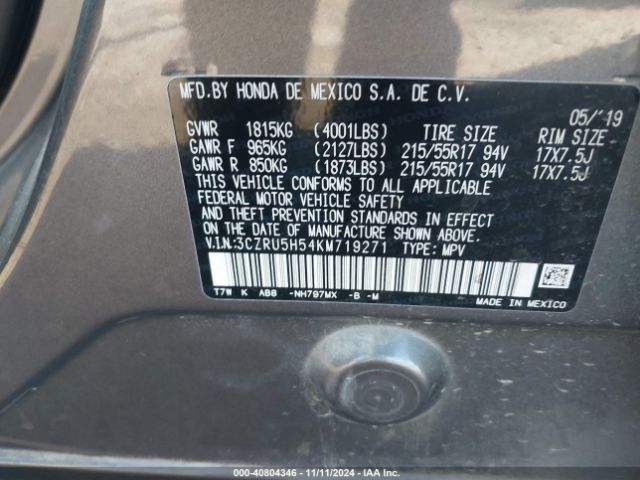 MFD.BY HONDA DE MEXICO S.A. DE C.V.
05/'19
GVWR 1815KG (4001LBS) TIRE SIZE RIM SIZE
GAWR F 965KG (2127LBS) 215/55R17 94V 17X7.5J
GAWR R 850KG (1873LBS) 215/55R17 94V 17X7.5J
THIS VEHICLE CONFORMS TO ALL APPLICABLE
FEDERAL MOTOR VEHICLE SAFETY
AND THEFT PREVENTION STANDARDS IN EFFECT
ON THE DATE OF MANUFACTURE SHOWN ABOVE.
V.I.N.:3CZRU5H54KM719271 TYPE: MPV
T7W K AB8 -NH797MX -B -M
MADE IN MEXICO
000-40804346 - 11/11/2024 - IAA Inc.